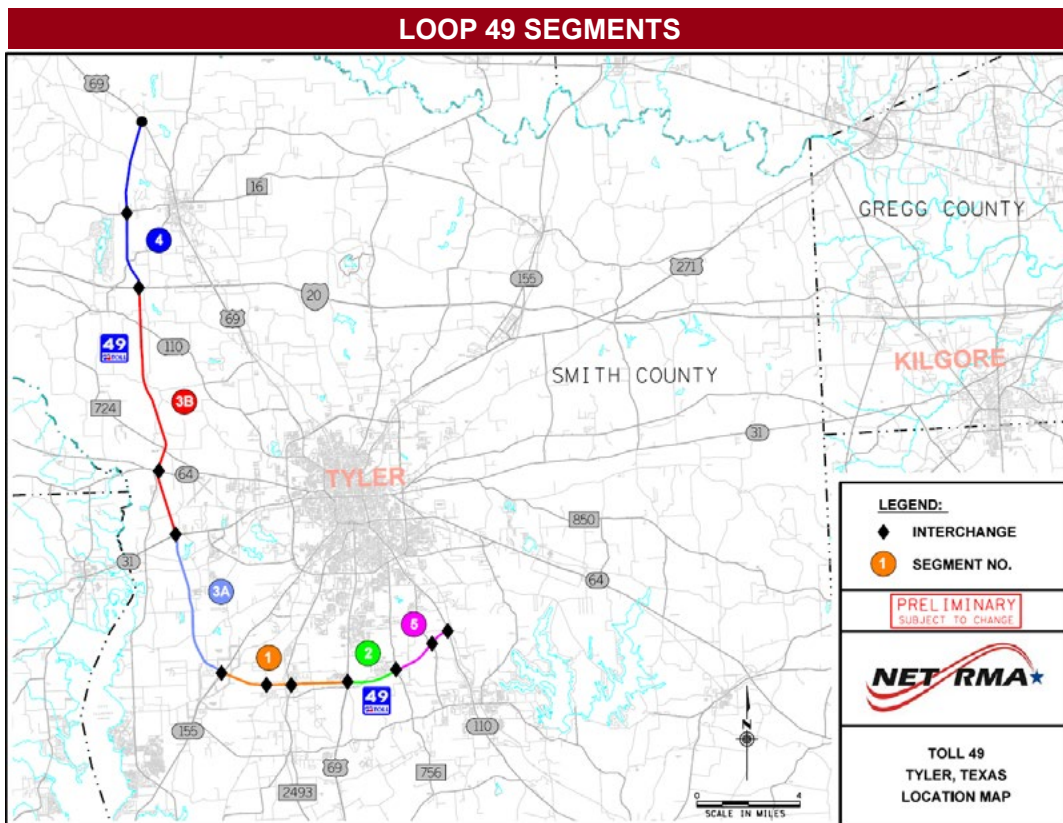 LOOP 49 SEGMENTS
69
16
GREGG COUNTY
4
271
155
20
69
49
TOLL
110
SMITH COUNTY
KILGORE
3B
724
31
64
TYLER
850
LEGEND:
INTERCHANGE
31
1 SEGMENT NO.
64
3A
PRELIMINARY
SUBJECT TO CHANGE
5
2
1
NET RMA
49
TOLL
155
110
N
69
756
2493
TOLL 49
TYLER, TEXAS
LOCATION MAP
0 4
SCALE IN MILES